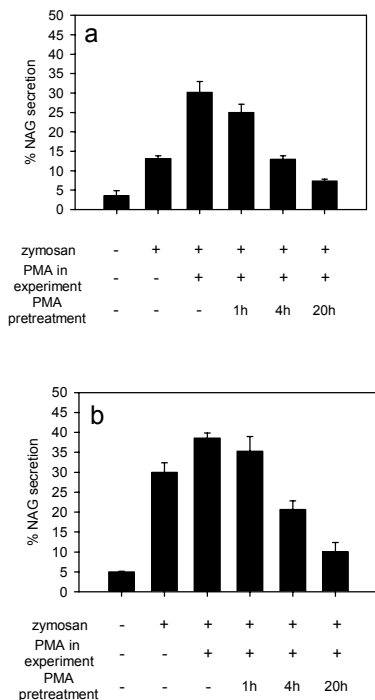 a
50
45
40
35
30
25
20
15
10
5
0
% NAG secretion
zymosan - + + + + +
PMA in
experiment - - + + + +
PMA
pretreatment - - - 1h 4h 20h
b
50
45
40
35
30
25
20
15
10
5
0
% NAG secretion
zymosan - + + + + +
PMA in
experiment - - + + + +
PMA
pretreatment - - - 1h 4h 20h